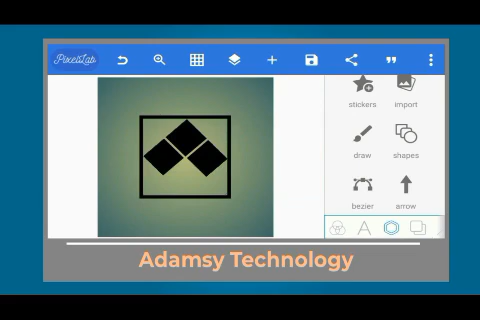 PixelLab
stickers
import
draw
shapes
bezier
arrow
Adamsy Technology